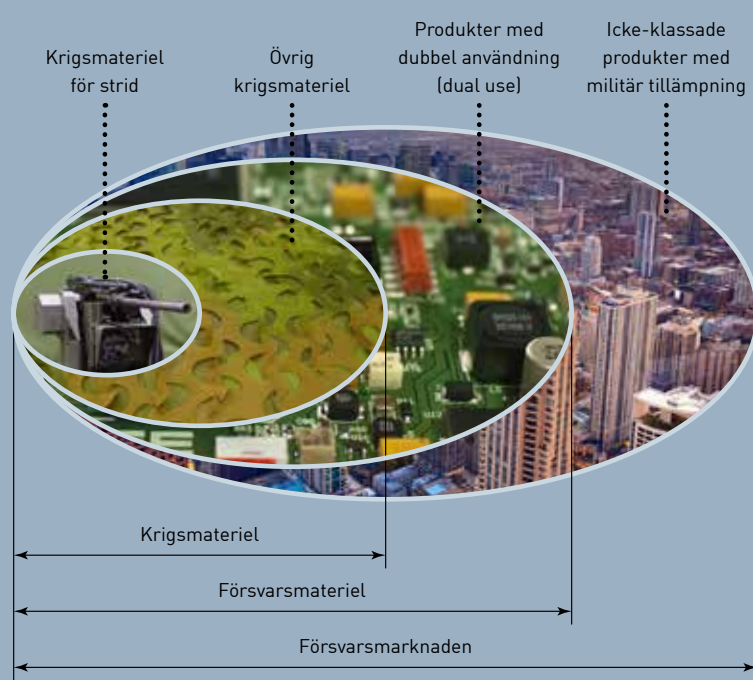 Krigsmateriel
för strid
Övrig
krigsmateriel
Produkter med
dubbel användning
(dual use)
Icke-klassade
produkter med
militär tillämpning
Krigsmateriel
Försvarsmateriel
Försvarsmarknaden